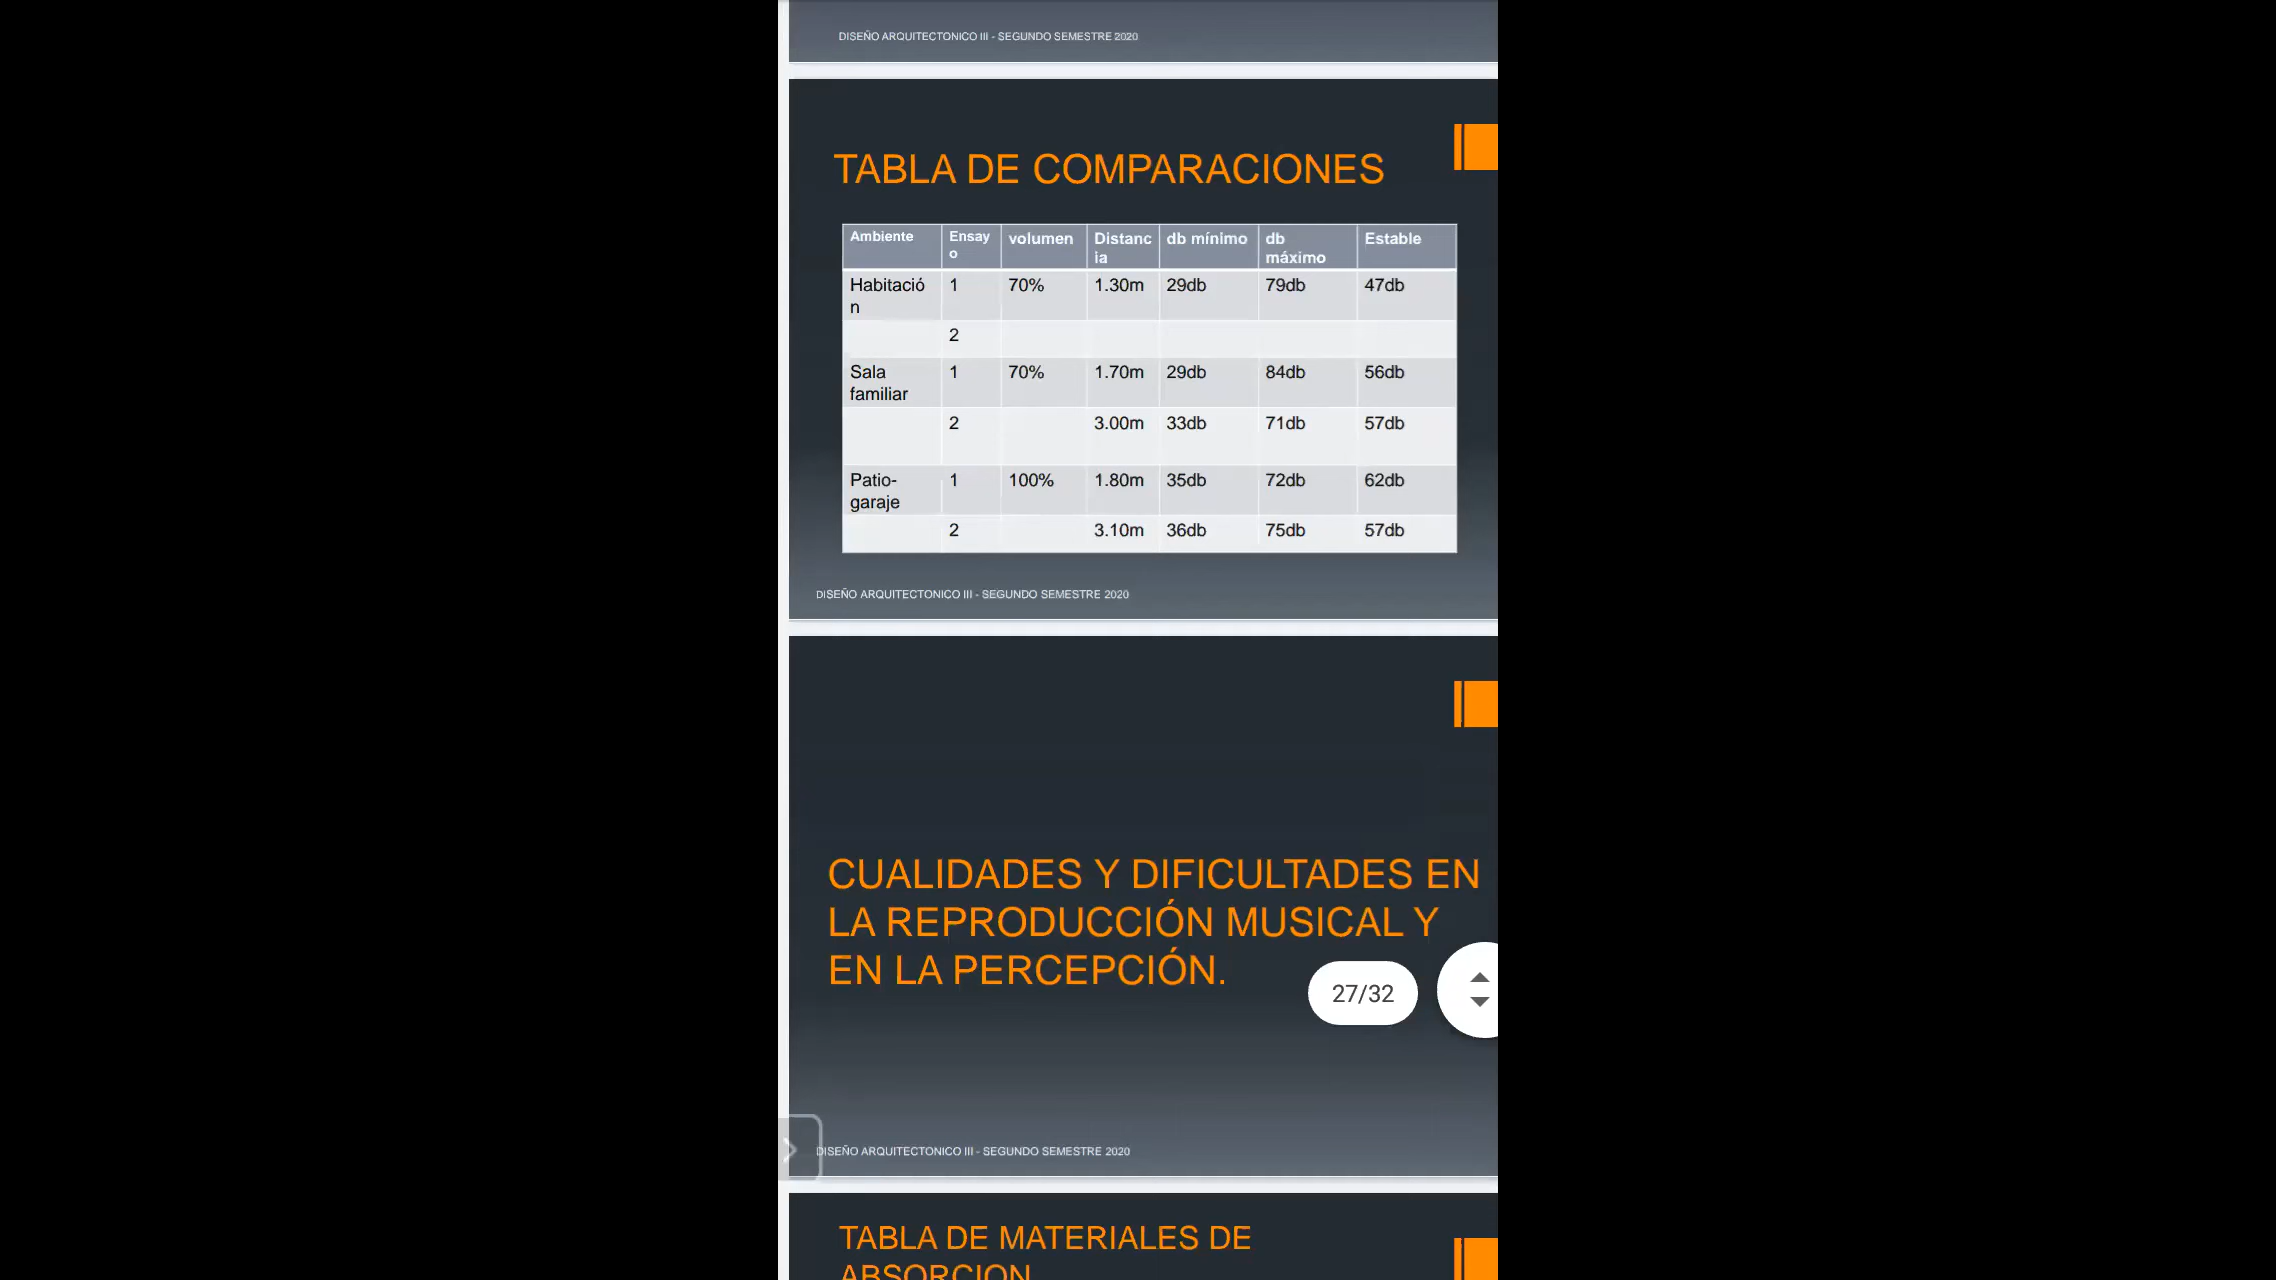 DISEÑO ARQUITECTONICO III - SEGUNDO SEMESTRE 2020
TABLA DE COMPARACIONES
Ambiente Ensay volumen Distanc db mínimo db Estable
o ia máximo
Habitació 1 70% 1.30m 29db 79db 47db
n
2
Sala 1 70% 1.70m 29db 84db 56db
familiar
2 3.00m 33db 71db 57db
Patio- 1 100% 1.80m 35db 72db 62db
garaje
2 3.10m 36db 75db 57db
DISEÑO ARQUITECTONICO III - SEGUNDO SEMESTRE 2020
CUALIDADES Y DIFICULTADES EN
LA REPRODUCCIÓN MUSICAL Y
EN LA PERCEPCIÓN.
27/32
DISEÑO ARQUITECTONICO III - SEGUNDO SEMESTRE 2020
TABLA DE MATERIALES DE
ABSORCION